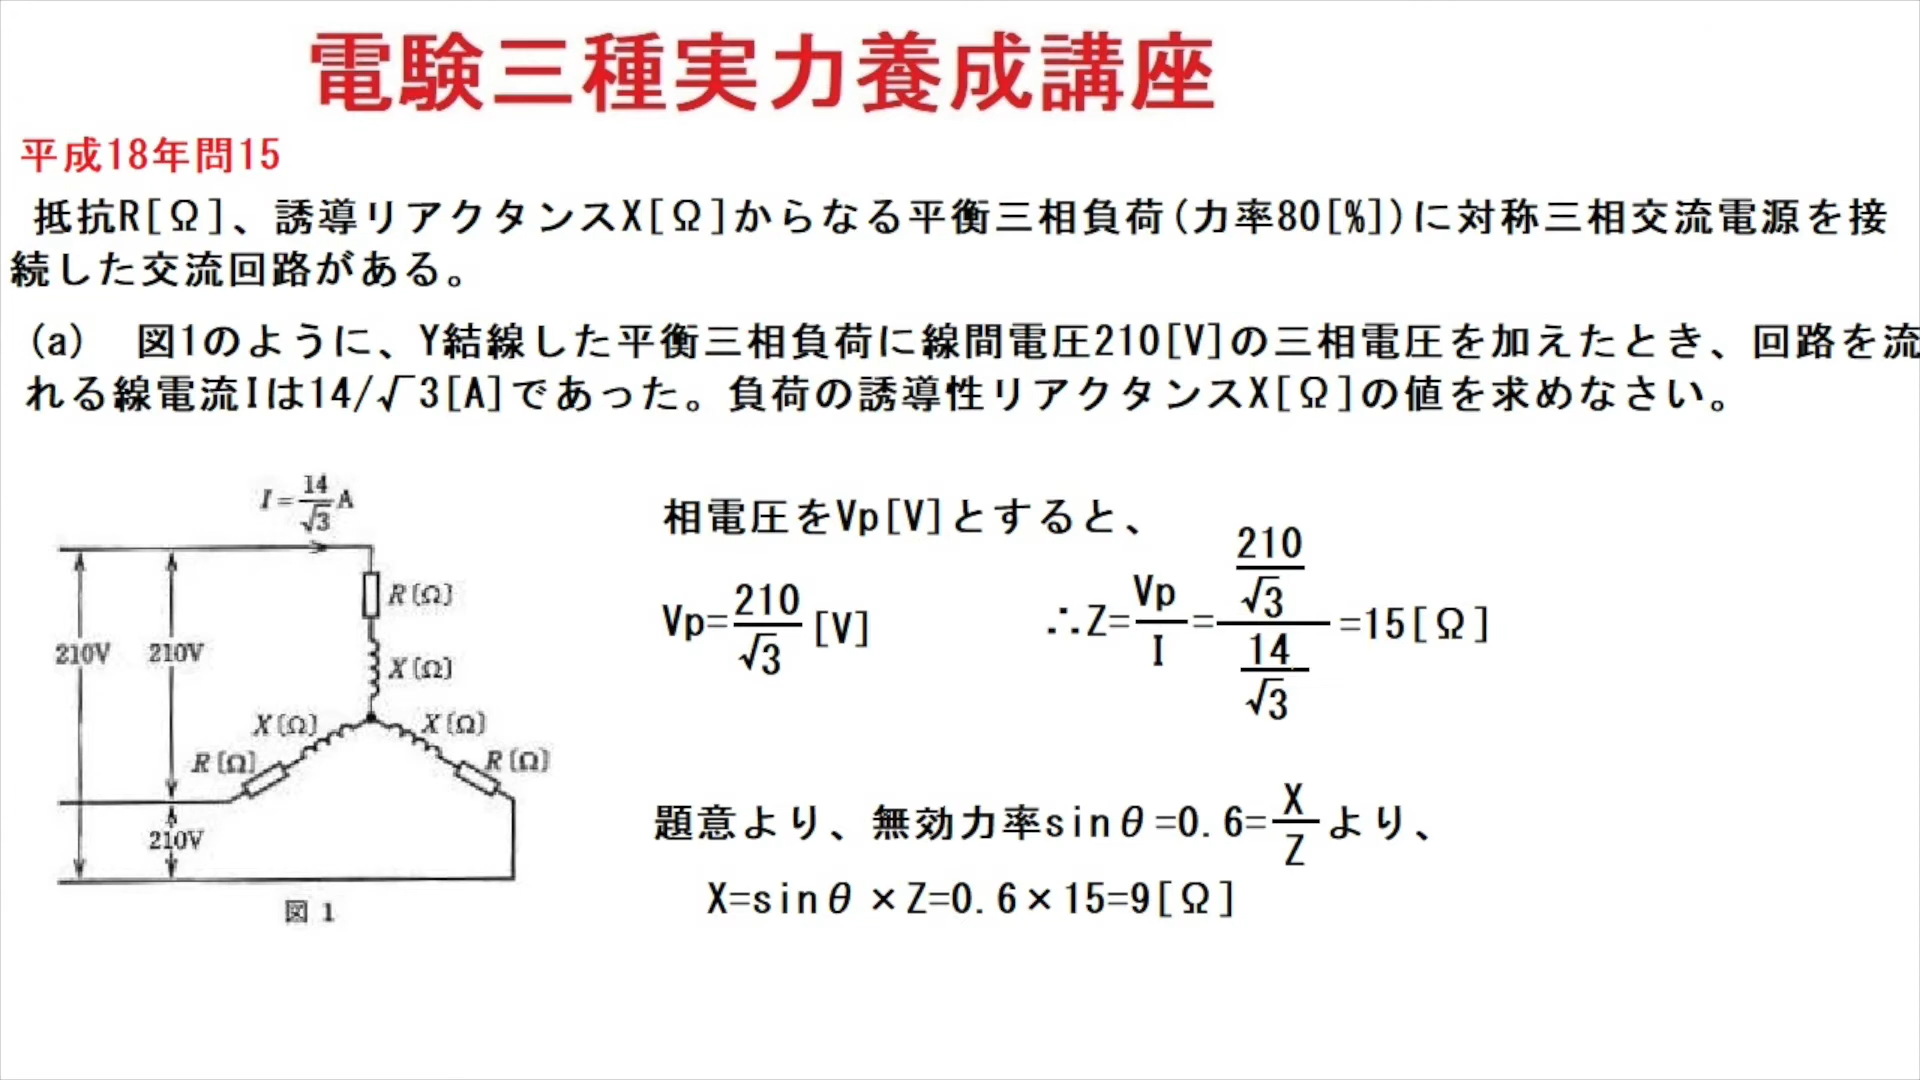 電験三種実力養成講座
平成18年問15
抵抗R[Ω]、誘導リアクタンスX[Ω]からなる平衡三相負荷(力率80[%])に対称三相交流電源を接
続した交流回路がある。
(a) 図1のように、Y結線した平衡三相負荷に線間電圧210[V]の三相電圧を加えたとき、回路を流
れる線電流Iは14/√3[A]であった。負荷の誘導性リアクタンスX[Ω]の値を求めなさい。
I=14/√3 A
R〔Ω〕
210V 210V
X〔Ω〕
X〔Ω〕 X〔Ω〕
R〔Ω〕 R〔Ω〕
210V
図 1
相電圧をVp[V]とすると、
Vp=210/√3 [V] ∴Z=Vp/I=(210/√3)/(14/√3)=15[Ω]
題意より、無効力率sinθ=0.6=X/Zより、
X=sinθ×Z=0.6×15=9[Ω]